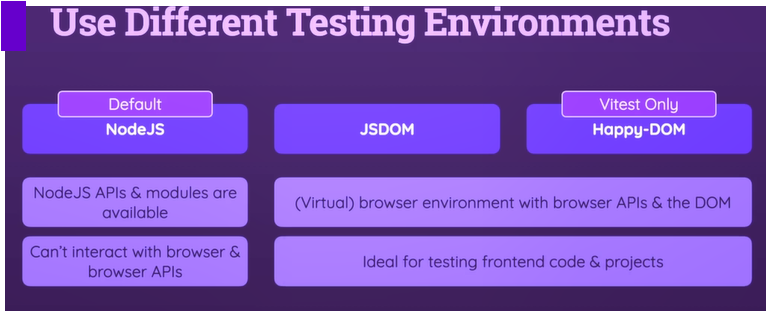 Use Different Testing Environments
Default
NodeJS
JSDOM
Vitest Only
Happy-DOM
NodeJS APIs & modules are
available
(Virtual) browser environment with browser APIs & the DOM
Can't interact with browser &
browser APIs
Ideal for testing frontend code & projects